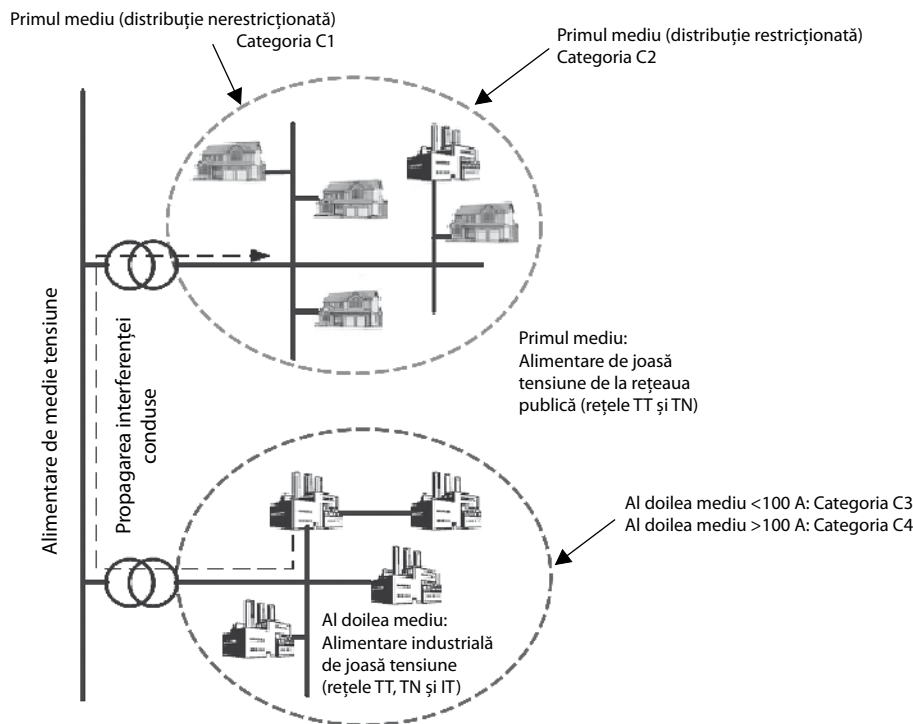 Primul mediu (distribuție nerestricționată)
Categoria C1
Primul mediu (distribuție restricționată)
Categoria C2
Alimentare de medie tensiune
Propagarea interferenței
conduse
Primul mediu:
Alimentare de joasă
tensiune de la rețeaua
publică (rețele TT și TN)
Al doilea mediu <100 A: Categoria C3
Al doilea mediu >100 A: Categoria C4
Al doilea mediu:
Alimentare industrială
de joasă tensiune
(rețele TT, TN și IT)